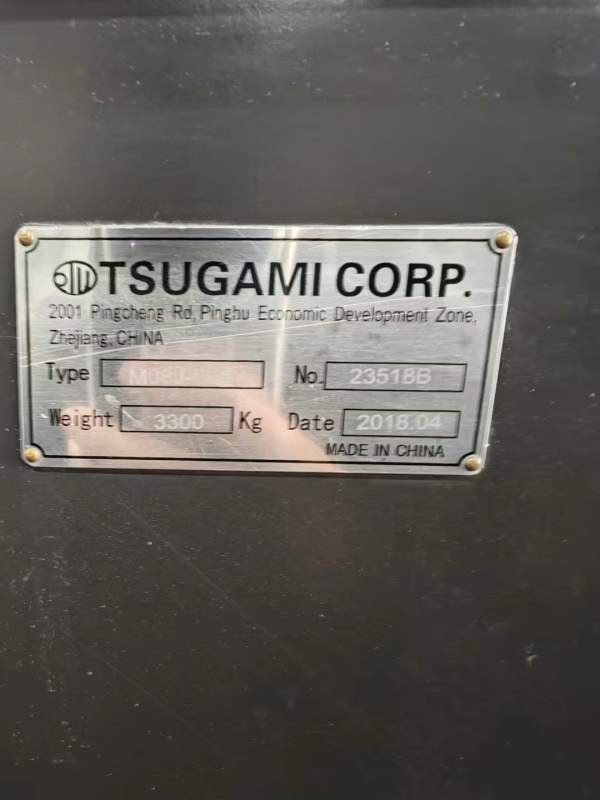 TSUGAMI CORP.
2001 Pingcheng Rd, Pinghu Economic Development Zone,
Zhejiang, CHINA
Type No. 23518B
Weight 3300 Kg Date 2018.04
MADE IN CHINA